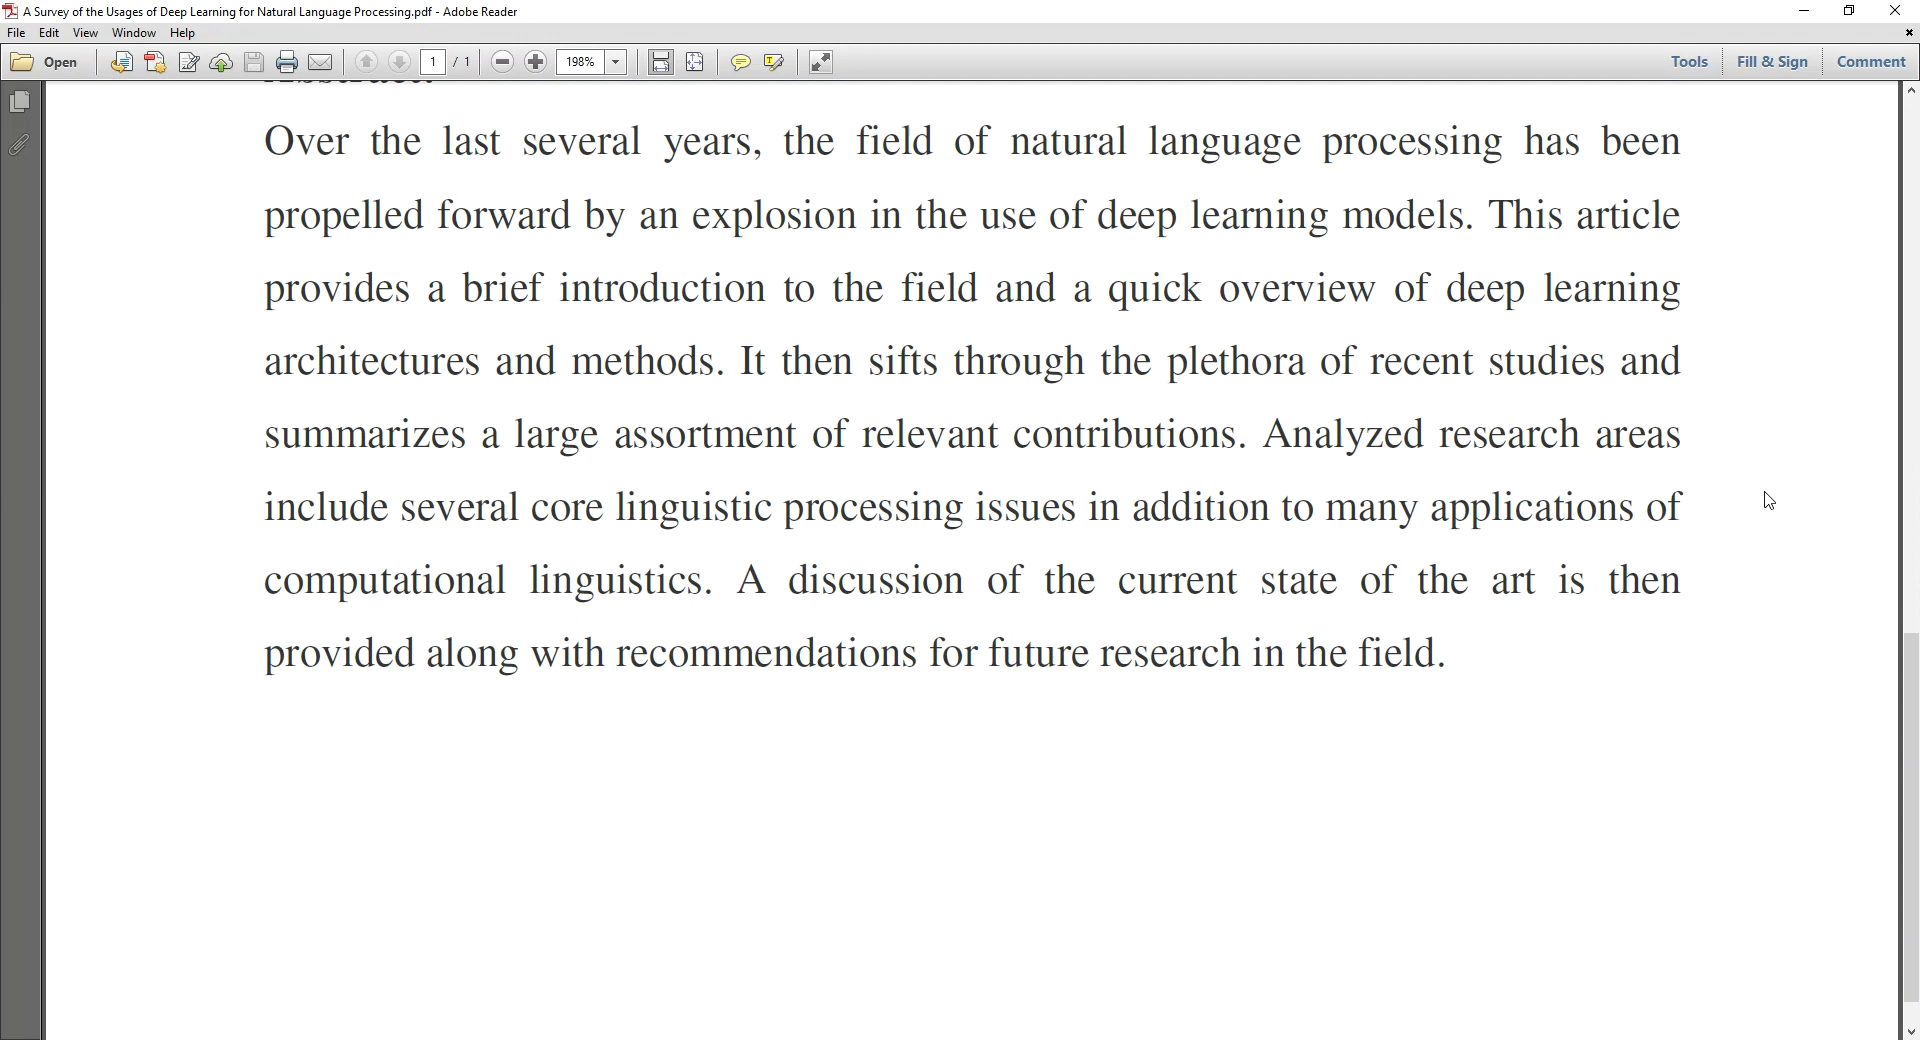 A Survey of the Usages of Deep Learning for Natural Language Processing.pdf - Adobe Reader
File Edit View Window Help
Open 1 / 1 198% Tools Fill & Sign Comment
Over the last several years, the field of natural language processing has been
propelled forward by an explosion in the use of deep learning models. This article
provides a brief introduction to the field and a quick overview of deep learning
architectures and methods. It then sifts through the plethora of recent studies and
summarizes a large assortment of relevant contributions. Analyzed research areas
include several core linguistic processing issues in addition to many applications of
computational linguistics. A discussion of the current state of the art is then
provided along with recommendations for future research in the field.